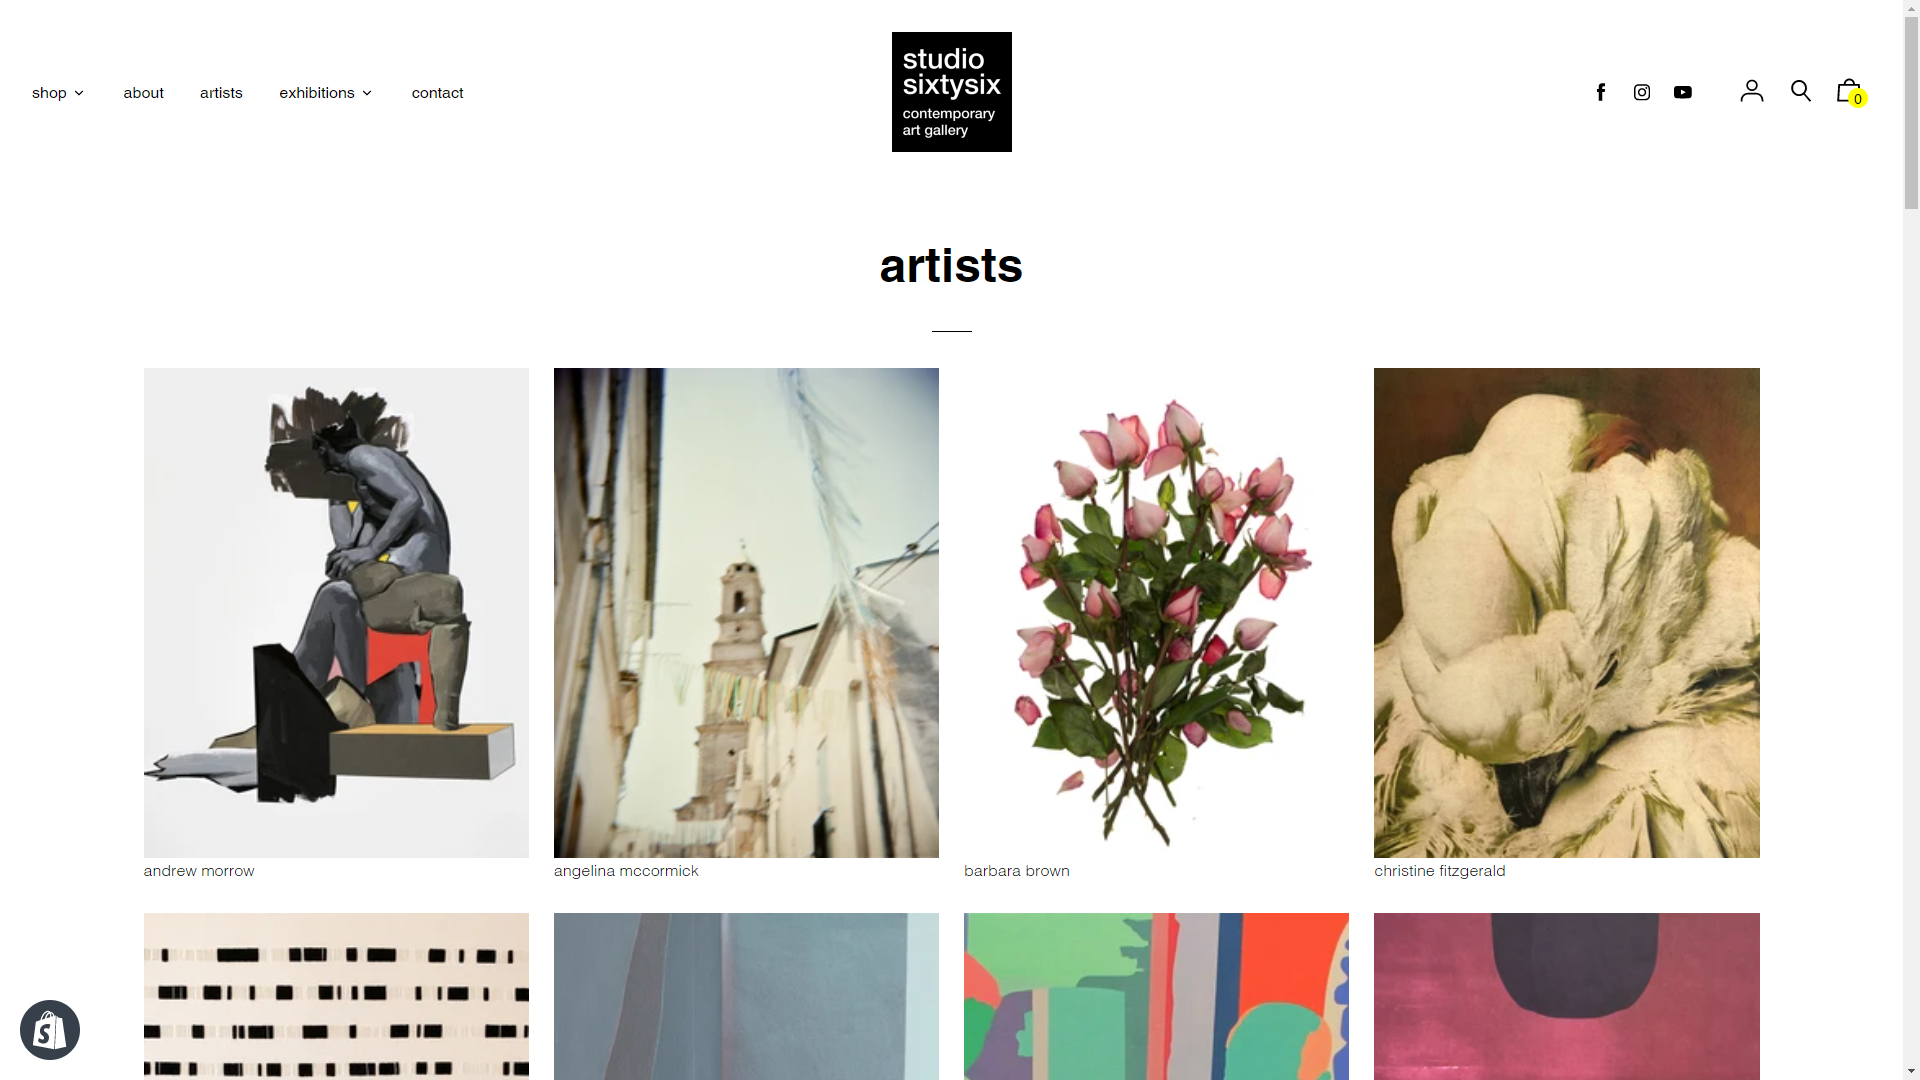 shop
about
artists
exhibitions
contact
studio
sixtysix
contemporary
art gallery
0
artists
andrew morrow
angelina mccormick
barbara brown
christine fitzgerald